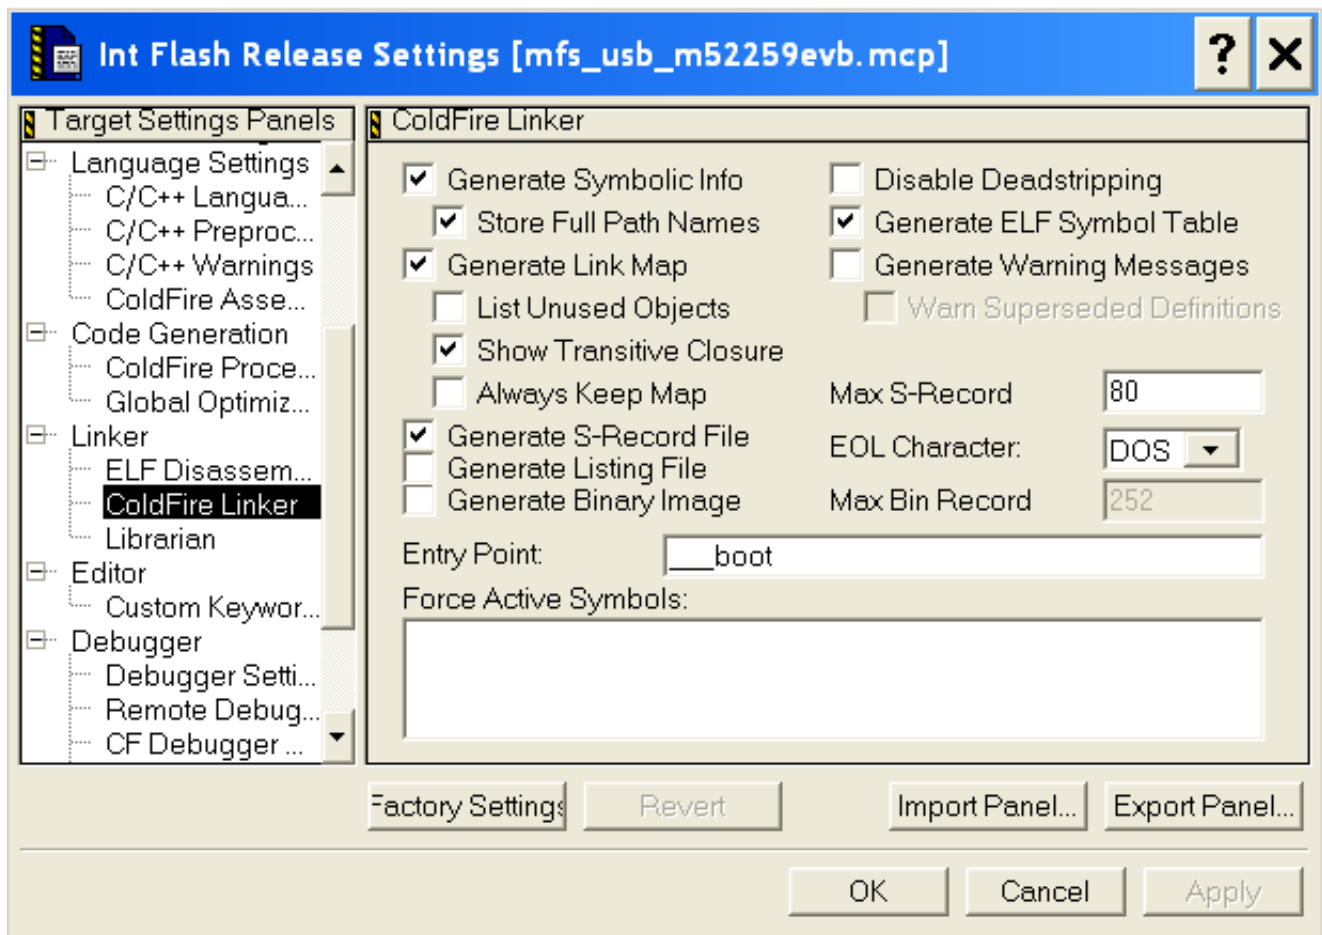 Int Flash Release Settings [mfs_usb_m52259evb.mcp]
Target Settings Panels
Language Settings
C/C++ Langua...
C/C++ Preproc...
C/C++ Warnings
ColdFire Asse...
Code Generation
ColdFire Proce...
Global Optimiz...
Linker
ELF Disassem...
ColdFire Linker
Librarian
Editor
Custom Keywor...
Debugger
Debugger Setti...
Remote Debug...
CF Debugger ...
ColdFire Linker
Generate Symbolic Info
Disable Deadstripping
Store Full Path Names
Generate ELF Symbol Table
Generate Link Map
Generate Warning Messages
List Unused Objects
Warn Superseded Definitions
Show Transitive Closure
Always Keep Map
Max S-Record 80
Generate S-Record File
EOL Character: DOS
Generate Listing File
Generate Binary Image
Max Bin Record 252
Entry Point: ___boot
Force Active Symbols:
Factory Settings
Revert
Import Panel...
Export Panel...
OK
Cancel
Apply